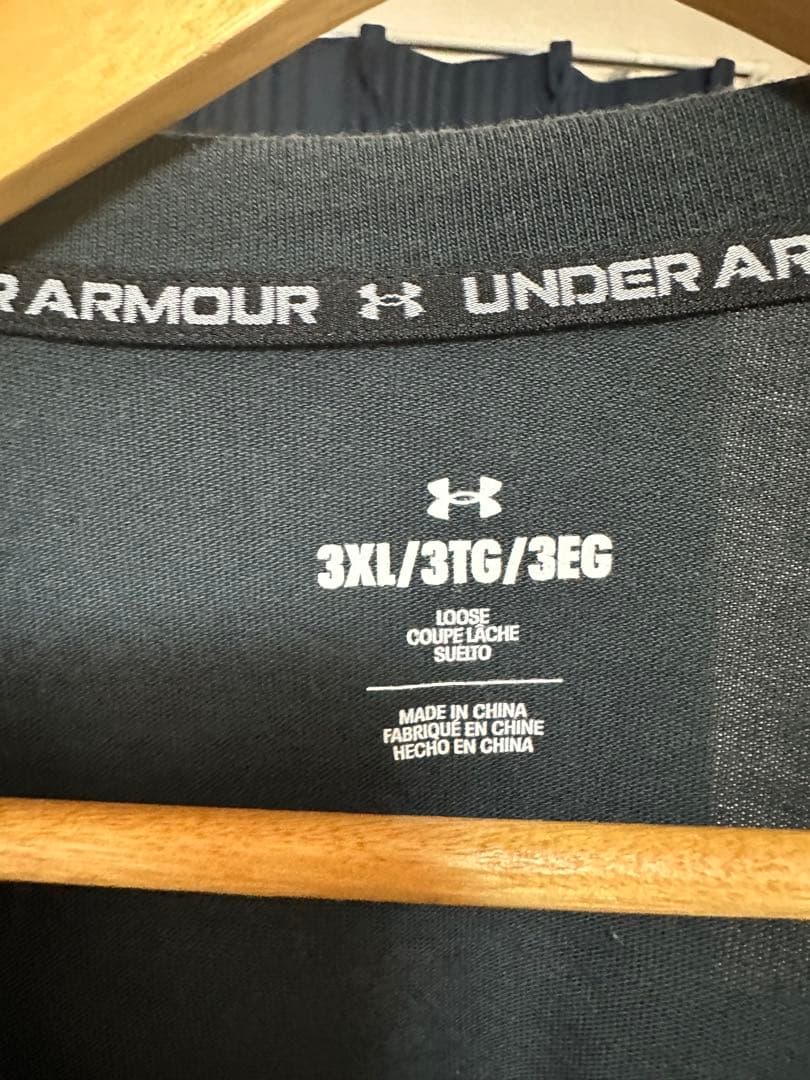 R ARMOUR UNDER AR
3XL/3TG/3EG
LOOSE
COUPE LÂCHE
SUELTO
MADE IN CHINA
FABRIQUÉ EN CHINE
HECHO EN CHINA